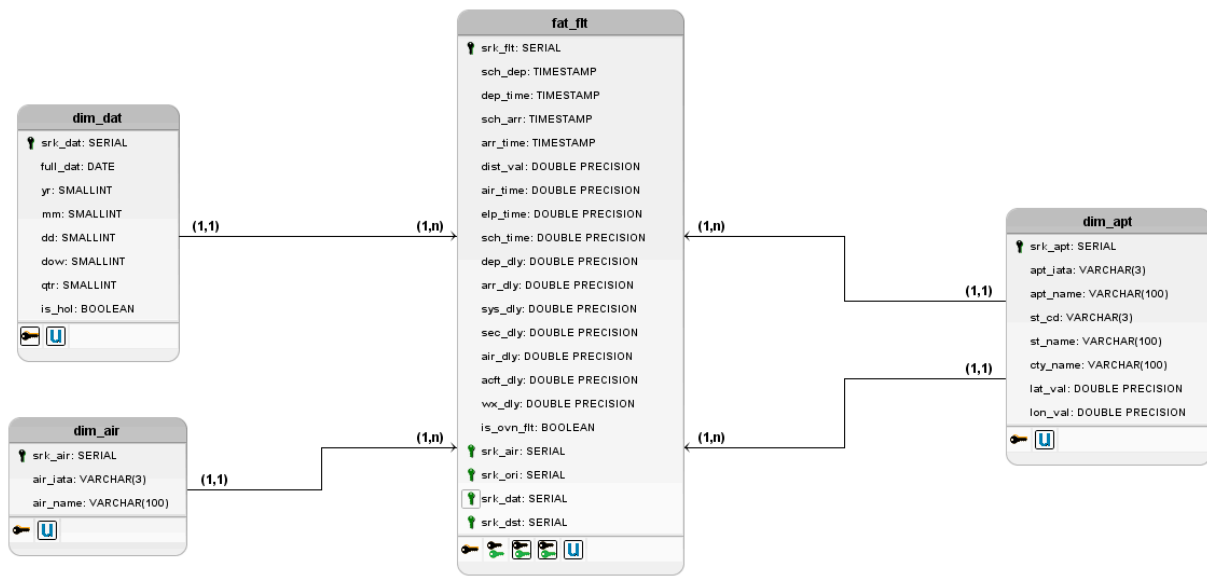 fat_flt
srk_flt: SERIAL
sch_dep: TIMESTAMP
dep_time: TIMESTAMP
sch_arr: TIMESTAMP
arr_time: TIMESTAMP
dist_val: DOUBLE PRECISION
air_time: DOUBLE PRECISION
elp_time: DOUBLE PRECISION
sch_time: DOUBLE PRECISION
dep_dly: DOUBLE PRECISION
arr_dly: DOUBLE PRECISION
sys_dly: DOUBLE PRECISION
sec_dly: DOUBLE PRECISION
air_dly: DOUBLE PRECISION
acft_dly: DOUBLE PRECISION
wx_dly: DOUBLE PRECISION
is_ovn_flt: BOOLEAN
srk_air: SERIAL
srk_ori: SERIAL
srk_dat: SERIAL
srk_dst: SERIAL
U
dim_dat
srk_dat: SERIAL
full_dat: DATE
yr: SMALLINT
mm: SMALLINT
dd: SMALLINT
dow: SMALLINT
qtr: SMALLINT
is_hol: BOOLEAN
U
(1,1)
(1,n)
dim_air
srk_air: SERIAL
air_iata: VARCHAR(3)
air_name: VARCHAR(100)
U
(1,1)
(1,n)
dim_apt
srk_apt: SERIAL
apt_iata: VARCHAR(3)
apt_name: VARCHAR(100)
st_cd: VARCHAR(3)
st_name: VARCHAR(100)
cty_name: VARCHAR(100)
lat_val: DOUBLE PRECISION
lon_val: DOUBLE PRECISION
U
(1,n)
(1,1)
(1,1)
(1,n)